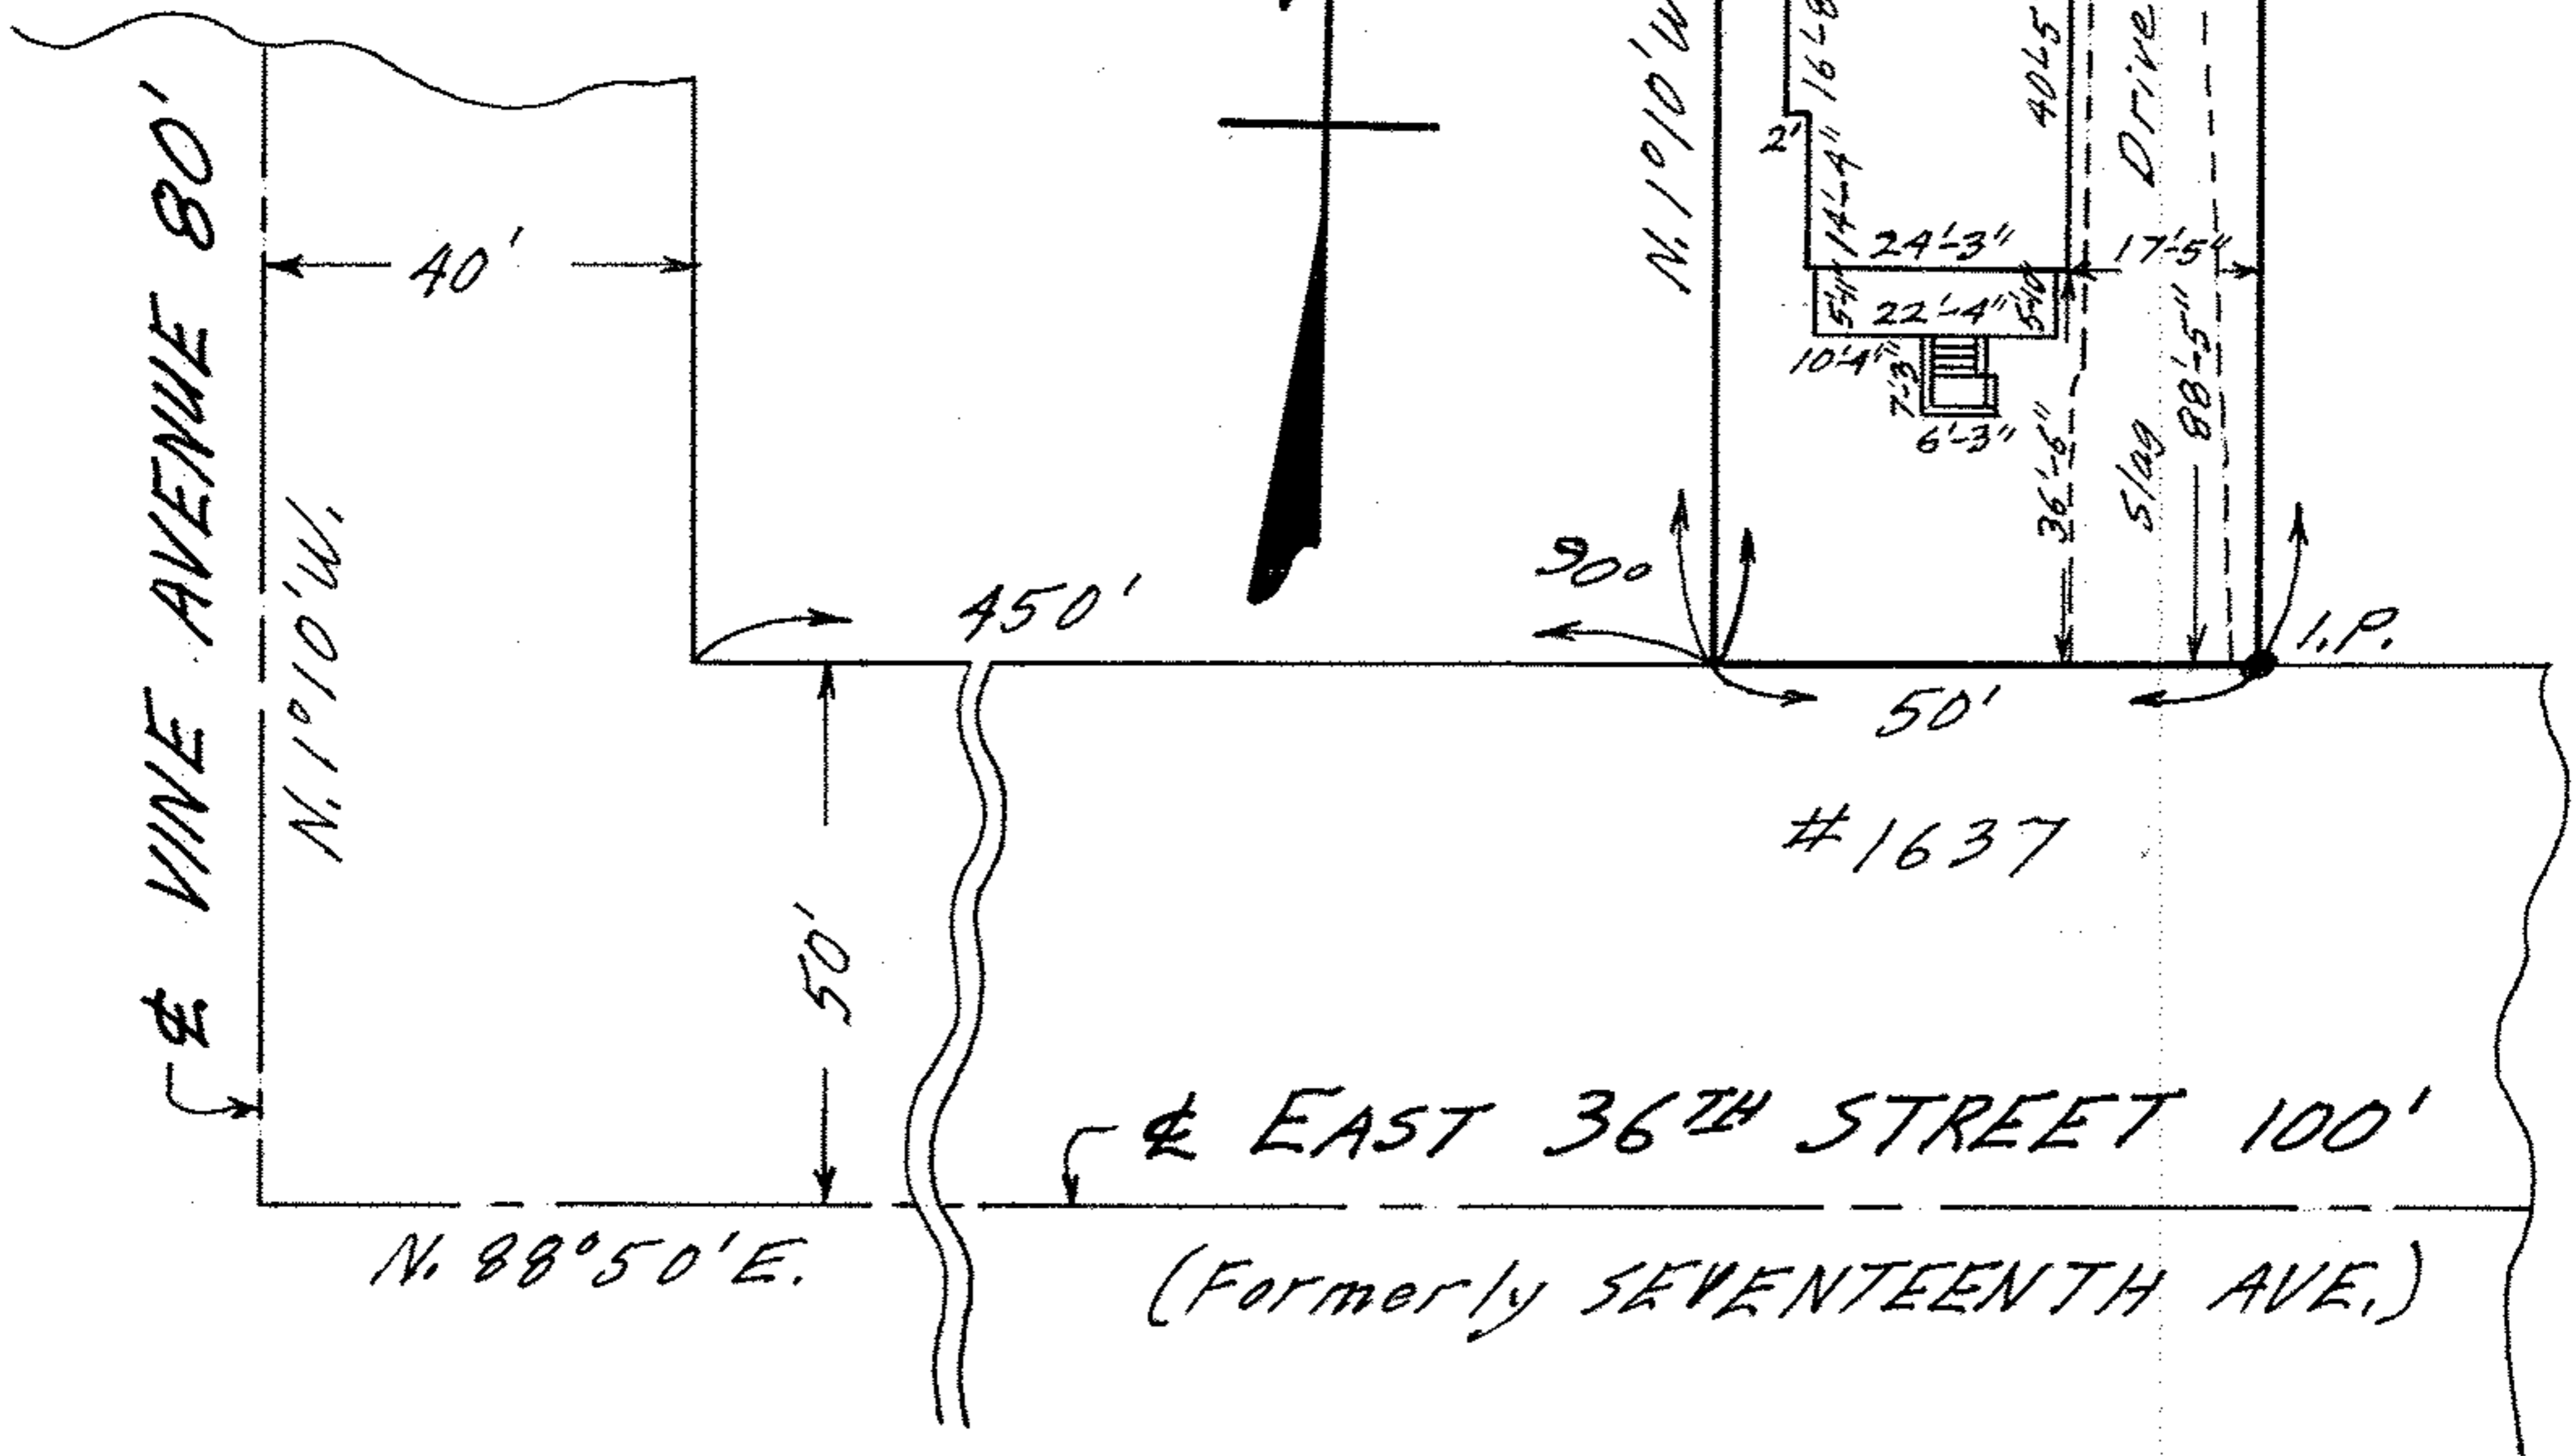 ℄ VINE AVENUE 80'
N. 1°10'W.
40'
450'
50'
N. 1°10'W
16'-8
2'
14'-4"
40'-5
Drive
24'-3"
17'-5"
5'-11"
22'-4"
5'-10"
10'-4"
7'-3"
6'-3"
36'-6"
Slag
88'-5"
90°
I.P.
50'
#1637
℄ EAST 36TH STREET 100'
N. 88°50'E.
(Formerly SEVENTEENTH AVE.)